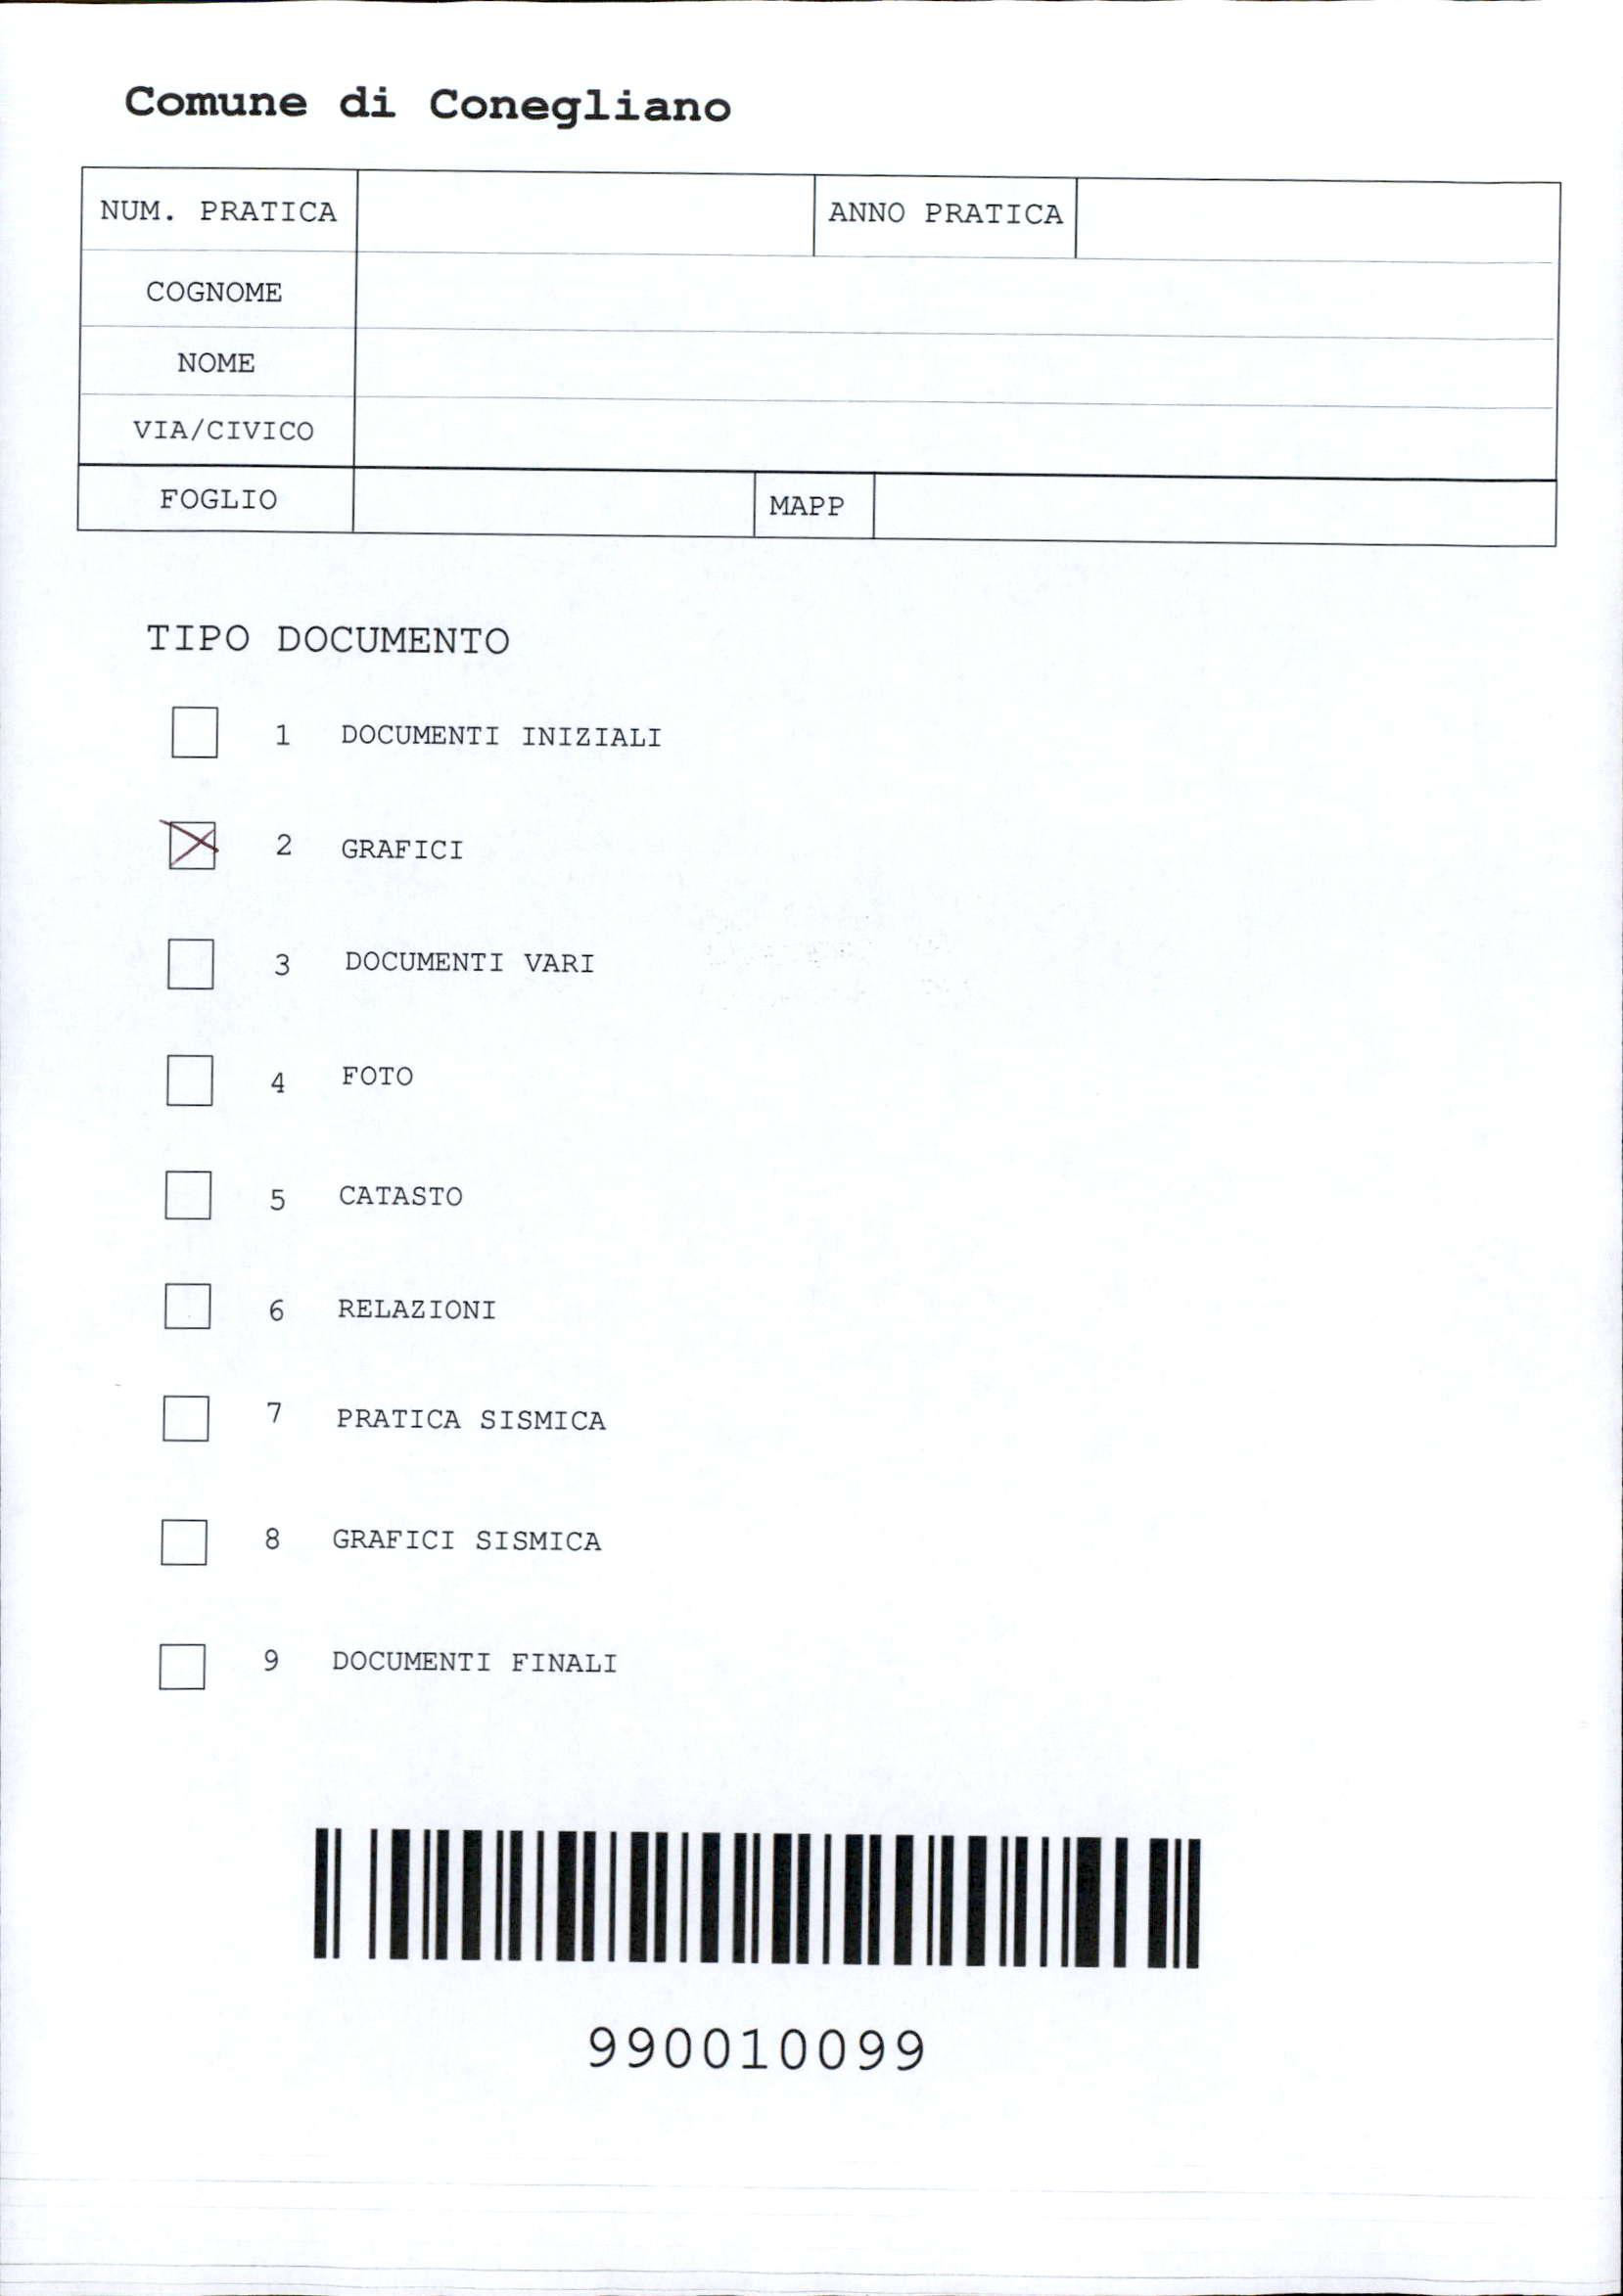 Comune di Conegliano
NUM. PRATICA ANNO PRATICA
COGNOME
NOME
VIA/CIVICO
FOGLIO MAPP
TIPO DOCUMENTO
1 DOCUMENTI INIZIALI
2 GRAFICI
3 DOCUMENTI VARI
4 FOTO
5 CATASTO
6 RELAZIONI
7 PRATICA SISMICA
8 GRAFICI SISMICA
9 DOCUMENTI FINALI
990010099